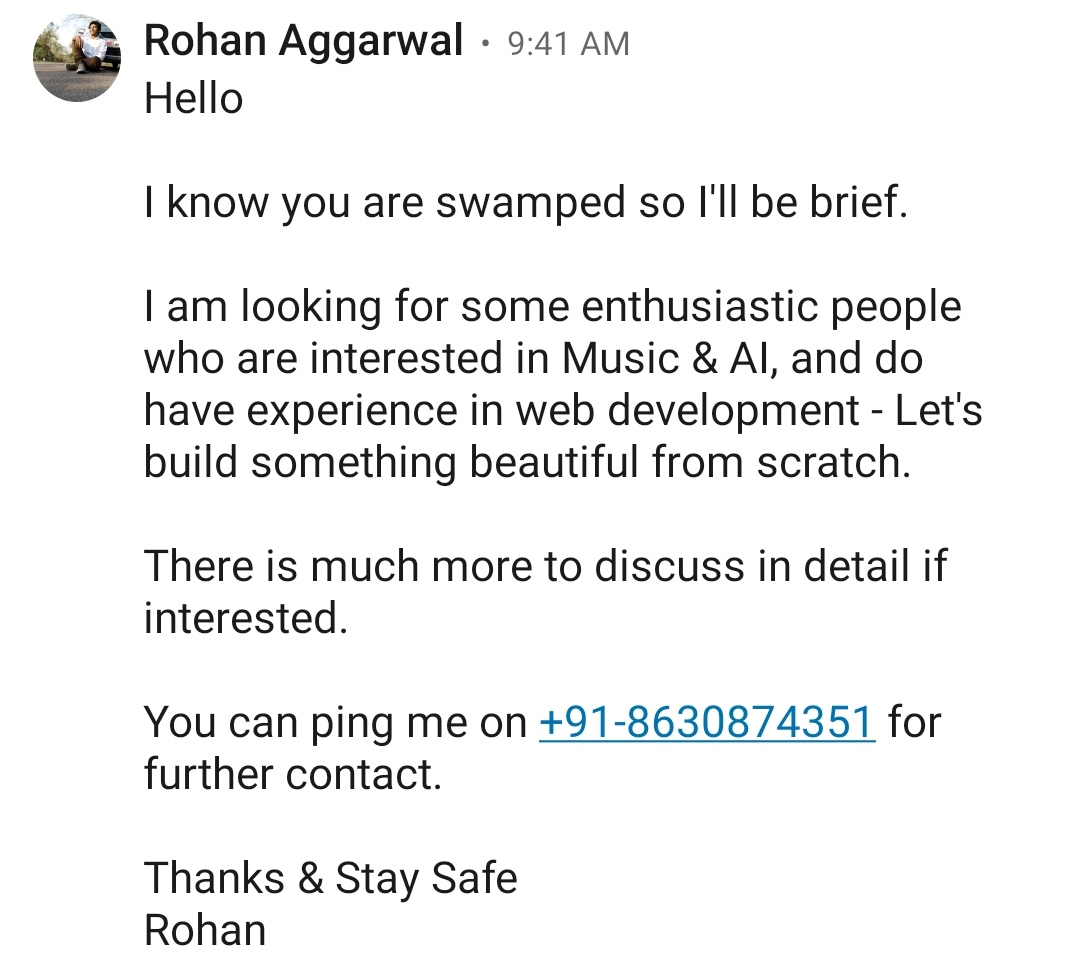 Rohan Aggarwal • 9:41 AM
Hello
I know you are swamped so I'll be brief.
I am looking for some enthusiastic people
who are interested in Music & AI, and do
have experience in web development - Let's
build something beautiful from scratch.
There is much more to discuss in detail if
interested.
You can ping me on +91-8630874351 for
further contact.
Thanks & Stay Safe
Rohan